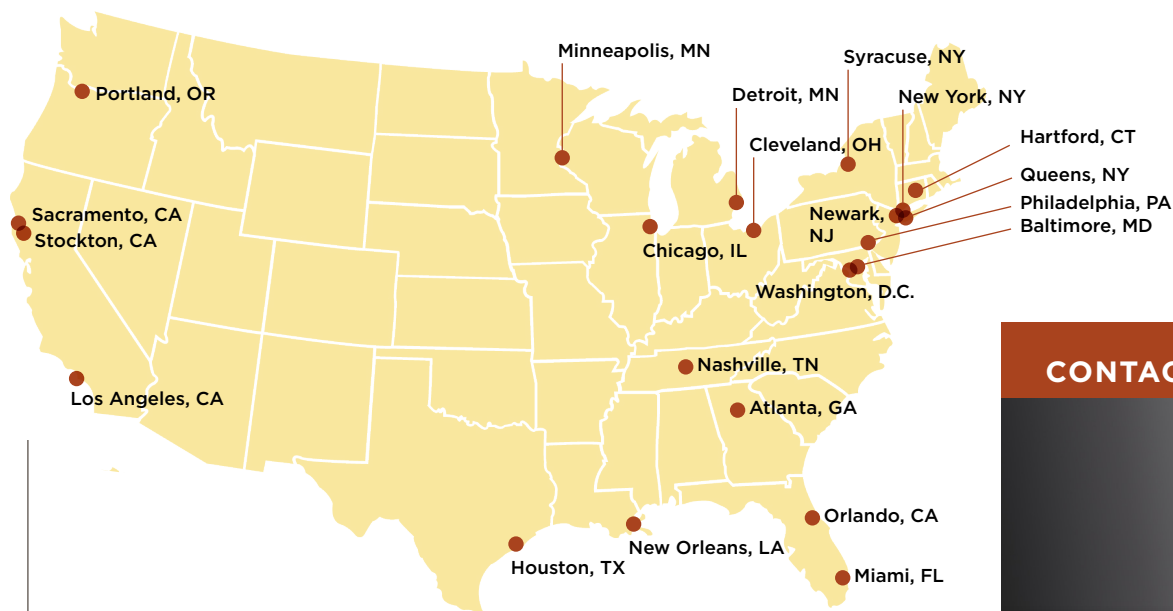 Minneapolis, MN
Syracuse, NY
Portland, OR
Detroit, MN
New York, NY
Cleveland, OH
Hartford, CT
Queens, NY
Philadelphia, PA
Baltimore, MD
Sacramento, CA
Stockton, CA
Newark,
NJ
Chicago, IL
Washington, D.C.
Nashville, TN
CONTAC
Los Angeles, CA
Atlanta, GA
Orlando, CA
New Orleans, LA
Houston, TX
Miami, FL